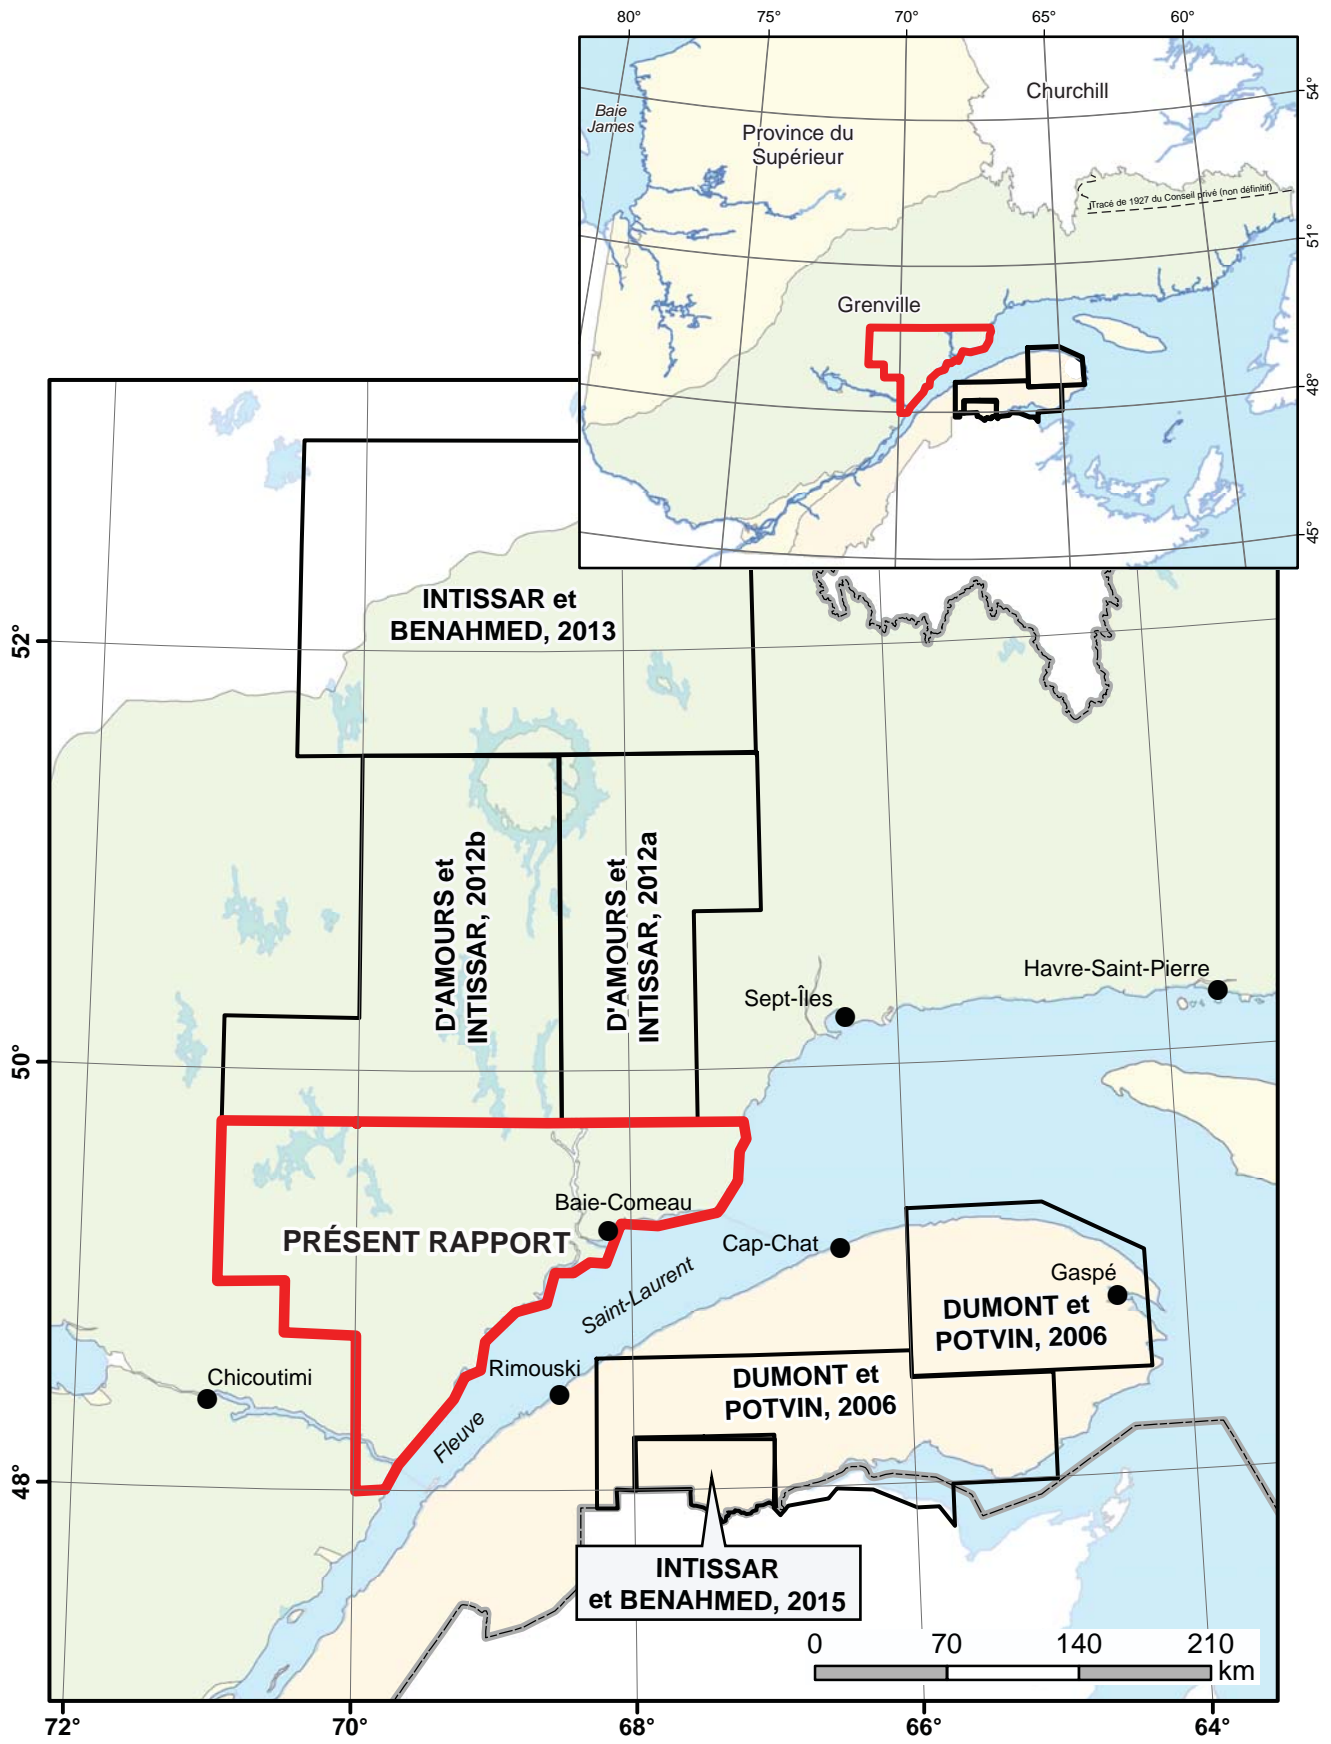 80°
75°
70°
65°
60°
Baie
James
Province du
Supérieur
Churchill
Tracé de 1927 du Conseil privé (non définitif)
Grenville
54°
51°
48°
45°
INTISSAR et
BENAHMED, 2013
D'AMOURS et
INTISSAR, 2012b
D'AMOURS et
INTISSAR, 2012a
Havre-Saint-Pierre
Sept-Îles
Baie-Comeau
PRÉSENT RAPPORT
Cap-Chat
Saint-Laurent
Gaspé
DUMONT et
POTVIN, 2006
Chicoutimi
Rimouski
Fleuve
DUMONT et
POTVIN, 2006
INTISSAR
et BENAHMED, 2015
0
70
140
210
km
52°
50°
48°
72°
70°
68°
66°
64°